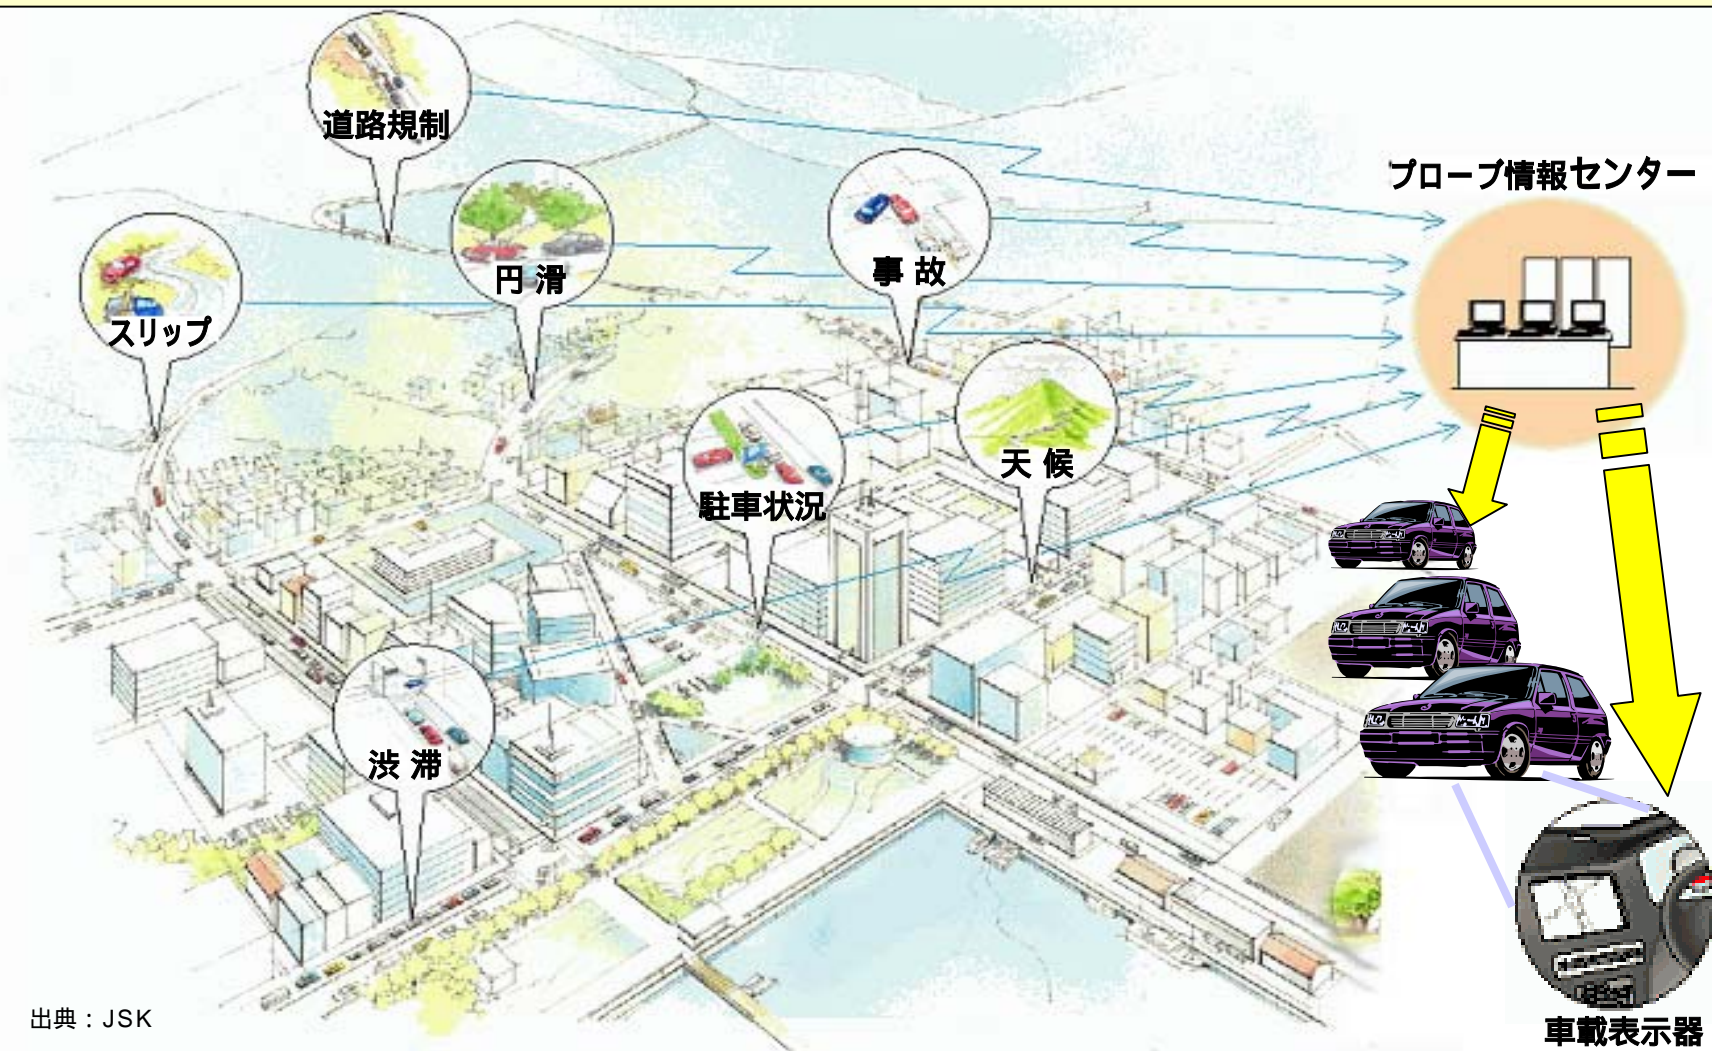 道路規制
プローブ情報センター
円 滑
事 故
スリップ
天 候
駐車状況
渋 滞
出典：JSK
車載表示器